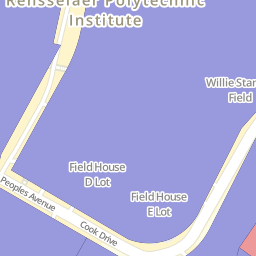 Rensselaer Polytechnic
Institute
Field
Field House
D Lot
Field House
E Lot
Peoples Avenue
Cook Drive
Willie Stan